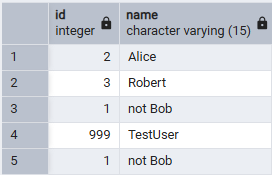 id name
integer character varying (15)
1 2 Alice
2 3 Robert
3 1 not Bob
4 999 TestUser
5 1 not Bob